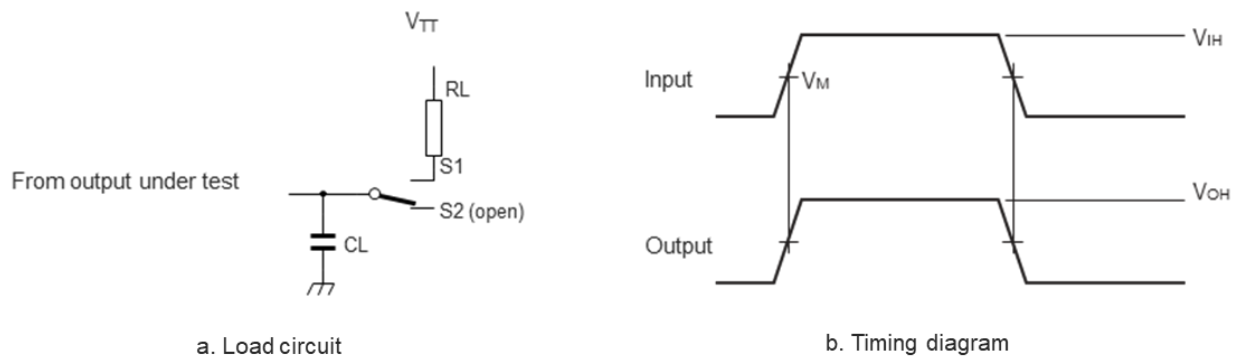 VTT
RL
S1
From output under test
S2 (open)
CL
a. Load circuit
VIH
Input
VM
VOH
Output
b. Timing diagram